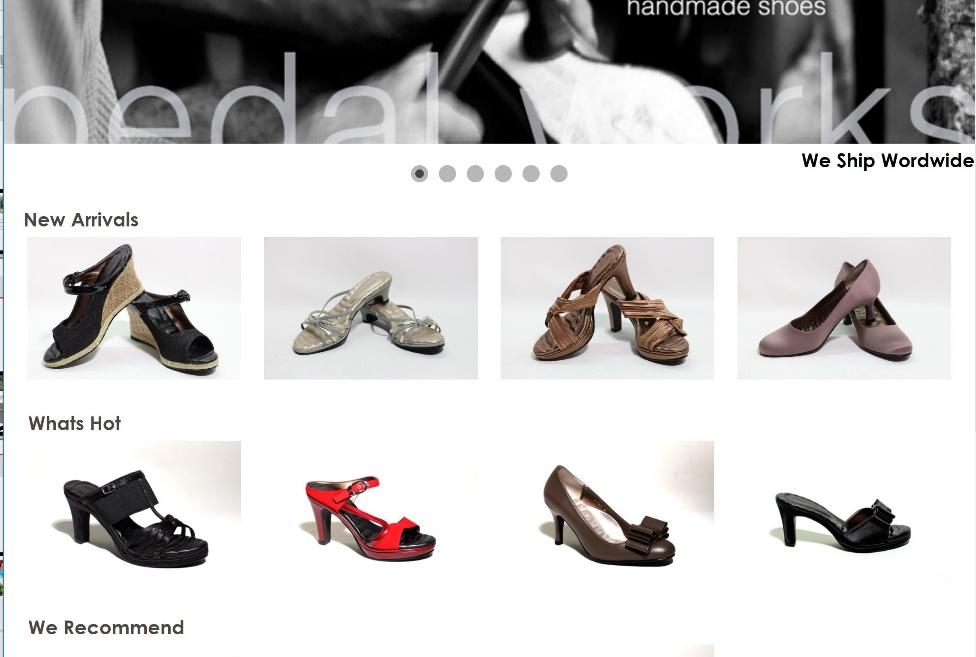 handmade shoes
pedal works
We Ship Wordwide
New Arrivals
Whats Hot
We Recommend